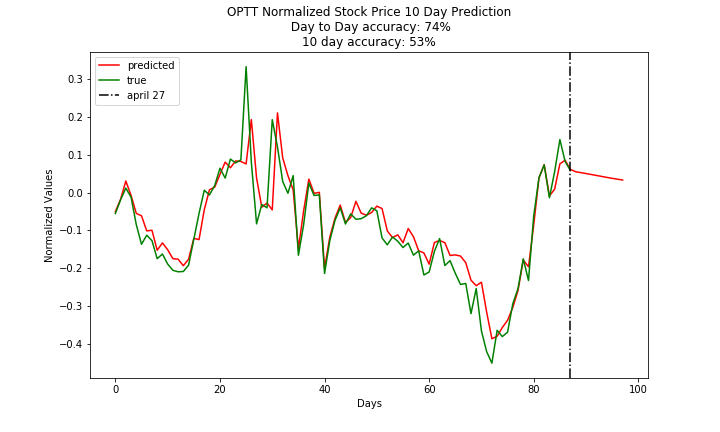 OPTT Normalized Stock Price 10 Day Prediction
Day to Day accuracy: 74%
10 day accuracy: 53%
predicted
true
april 27
Normalized Values
0.3
0.2
0.1
0.0
−0.1
−0.2
−0.3
−0.4
0 20 40 60 80 100
Days